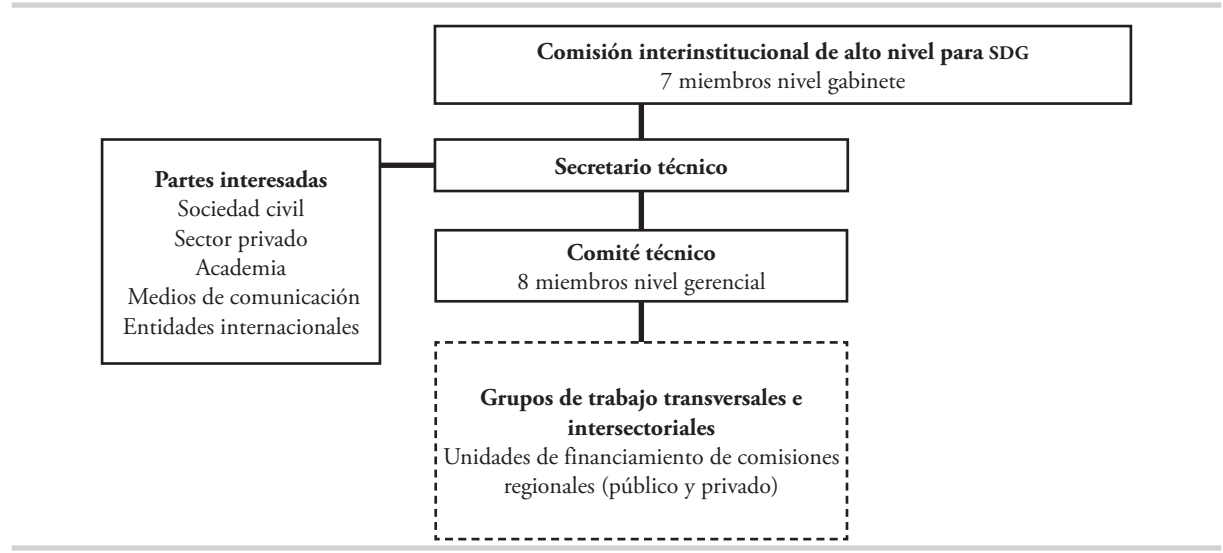 Comisión interinstitucional de alto nivel para SDG
7 miembros nivel gabinete
Partes interesadas
Sociedad civil
Sector privado
Academia
Medios de comunicación
Entidades internacionales
Secretario técnico
Comité técnico
8 miembros nivel gerencial
Grupos de trabajo transversales e
intersectoriales
Unidades de financiamiento de comisiones
regionales (público y privado)